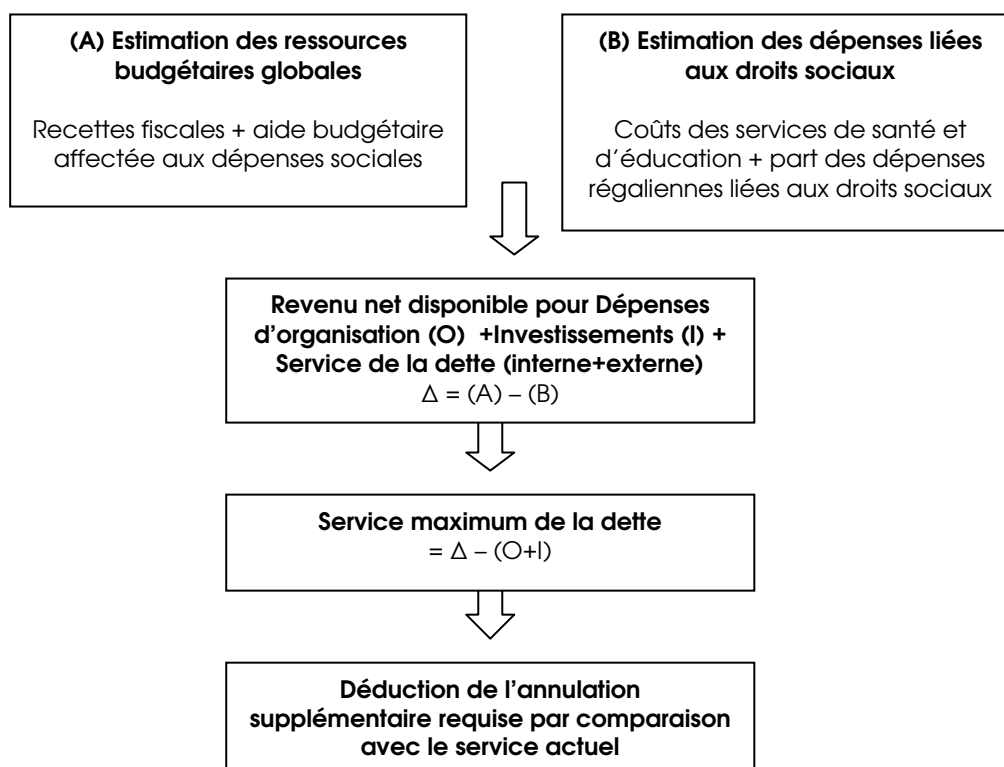 (A) Estimation des ressources
budgétaires globales
Recettes fiscales + aide budgétaire
affectée aux dépenses sociales
(B) Estimation des dépenses liées
aux droits sociaux
Coûts des services de santé et
d’éducation + part des dépenses
régaliennes liées aux droits sociaux
Revenu net disponible pour Dépenses
d’organisation (O) +Investissements (I) +
Service de la dette (interne+externe)
Δ = (A) – (B)
Service maximum de la dette
= Δ – (O+I)
Déduction de l’annulation
supplémentaire requise par comparaison
avec le service actuel